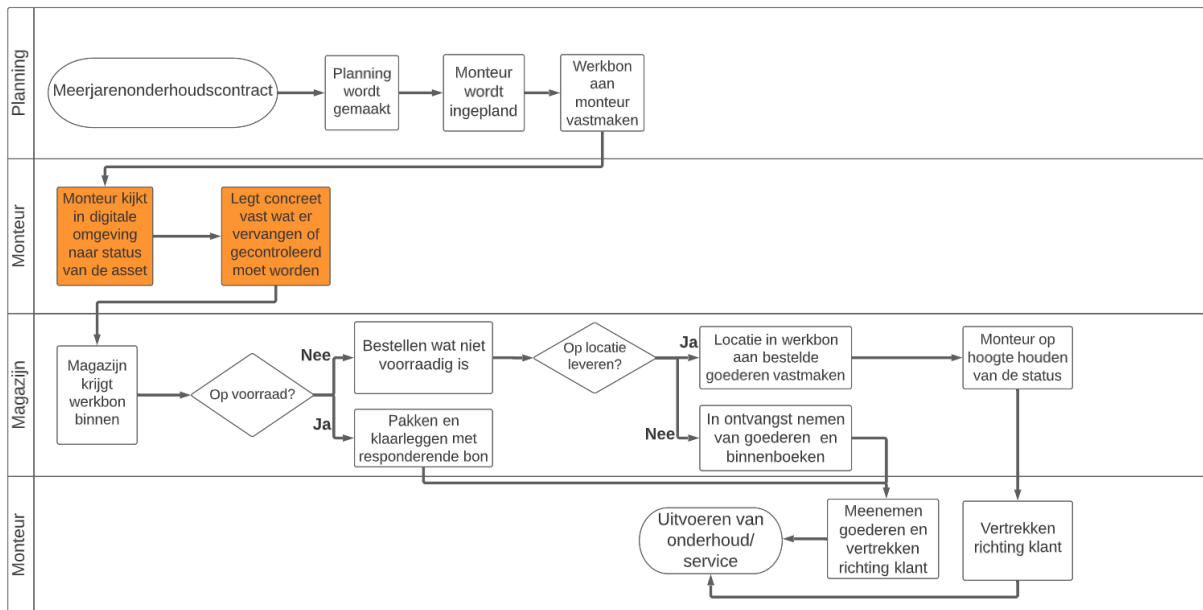 Planning
Meerjarenonderhoudscontract
Planning
wordt
gemaakt
Monteur
wordt
ingepland
Werkbon
aan
monteur
vastmaken
Monteur
Monteur kijkt
in digitale
omgeving
naar status
van de asset
Legt concreet
vast wat er
vervangen of
gecontroleerd
moet worden
Magazijn
Magazijn
krijgt
werkbon
binnen
Op voorraad?
Nee
Bestellen wat niet
voorraadig is
Ja
Pakken en
klaarleggen met
responderende bon
Op locatie
leveren?
Ja
Locatie in werkbon
aan bestelde
goederen vastmaken
Monteur op
hoogte houden
van de status
Nee
In ontvangst nemen
van goederen en
binnenboeken
Monteur
Uitvoeren van
onderhoud/
service
Meenemen
goederen en
vertrekken
richting klant
Vertrekken
richting klant